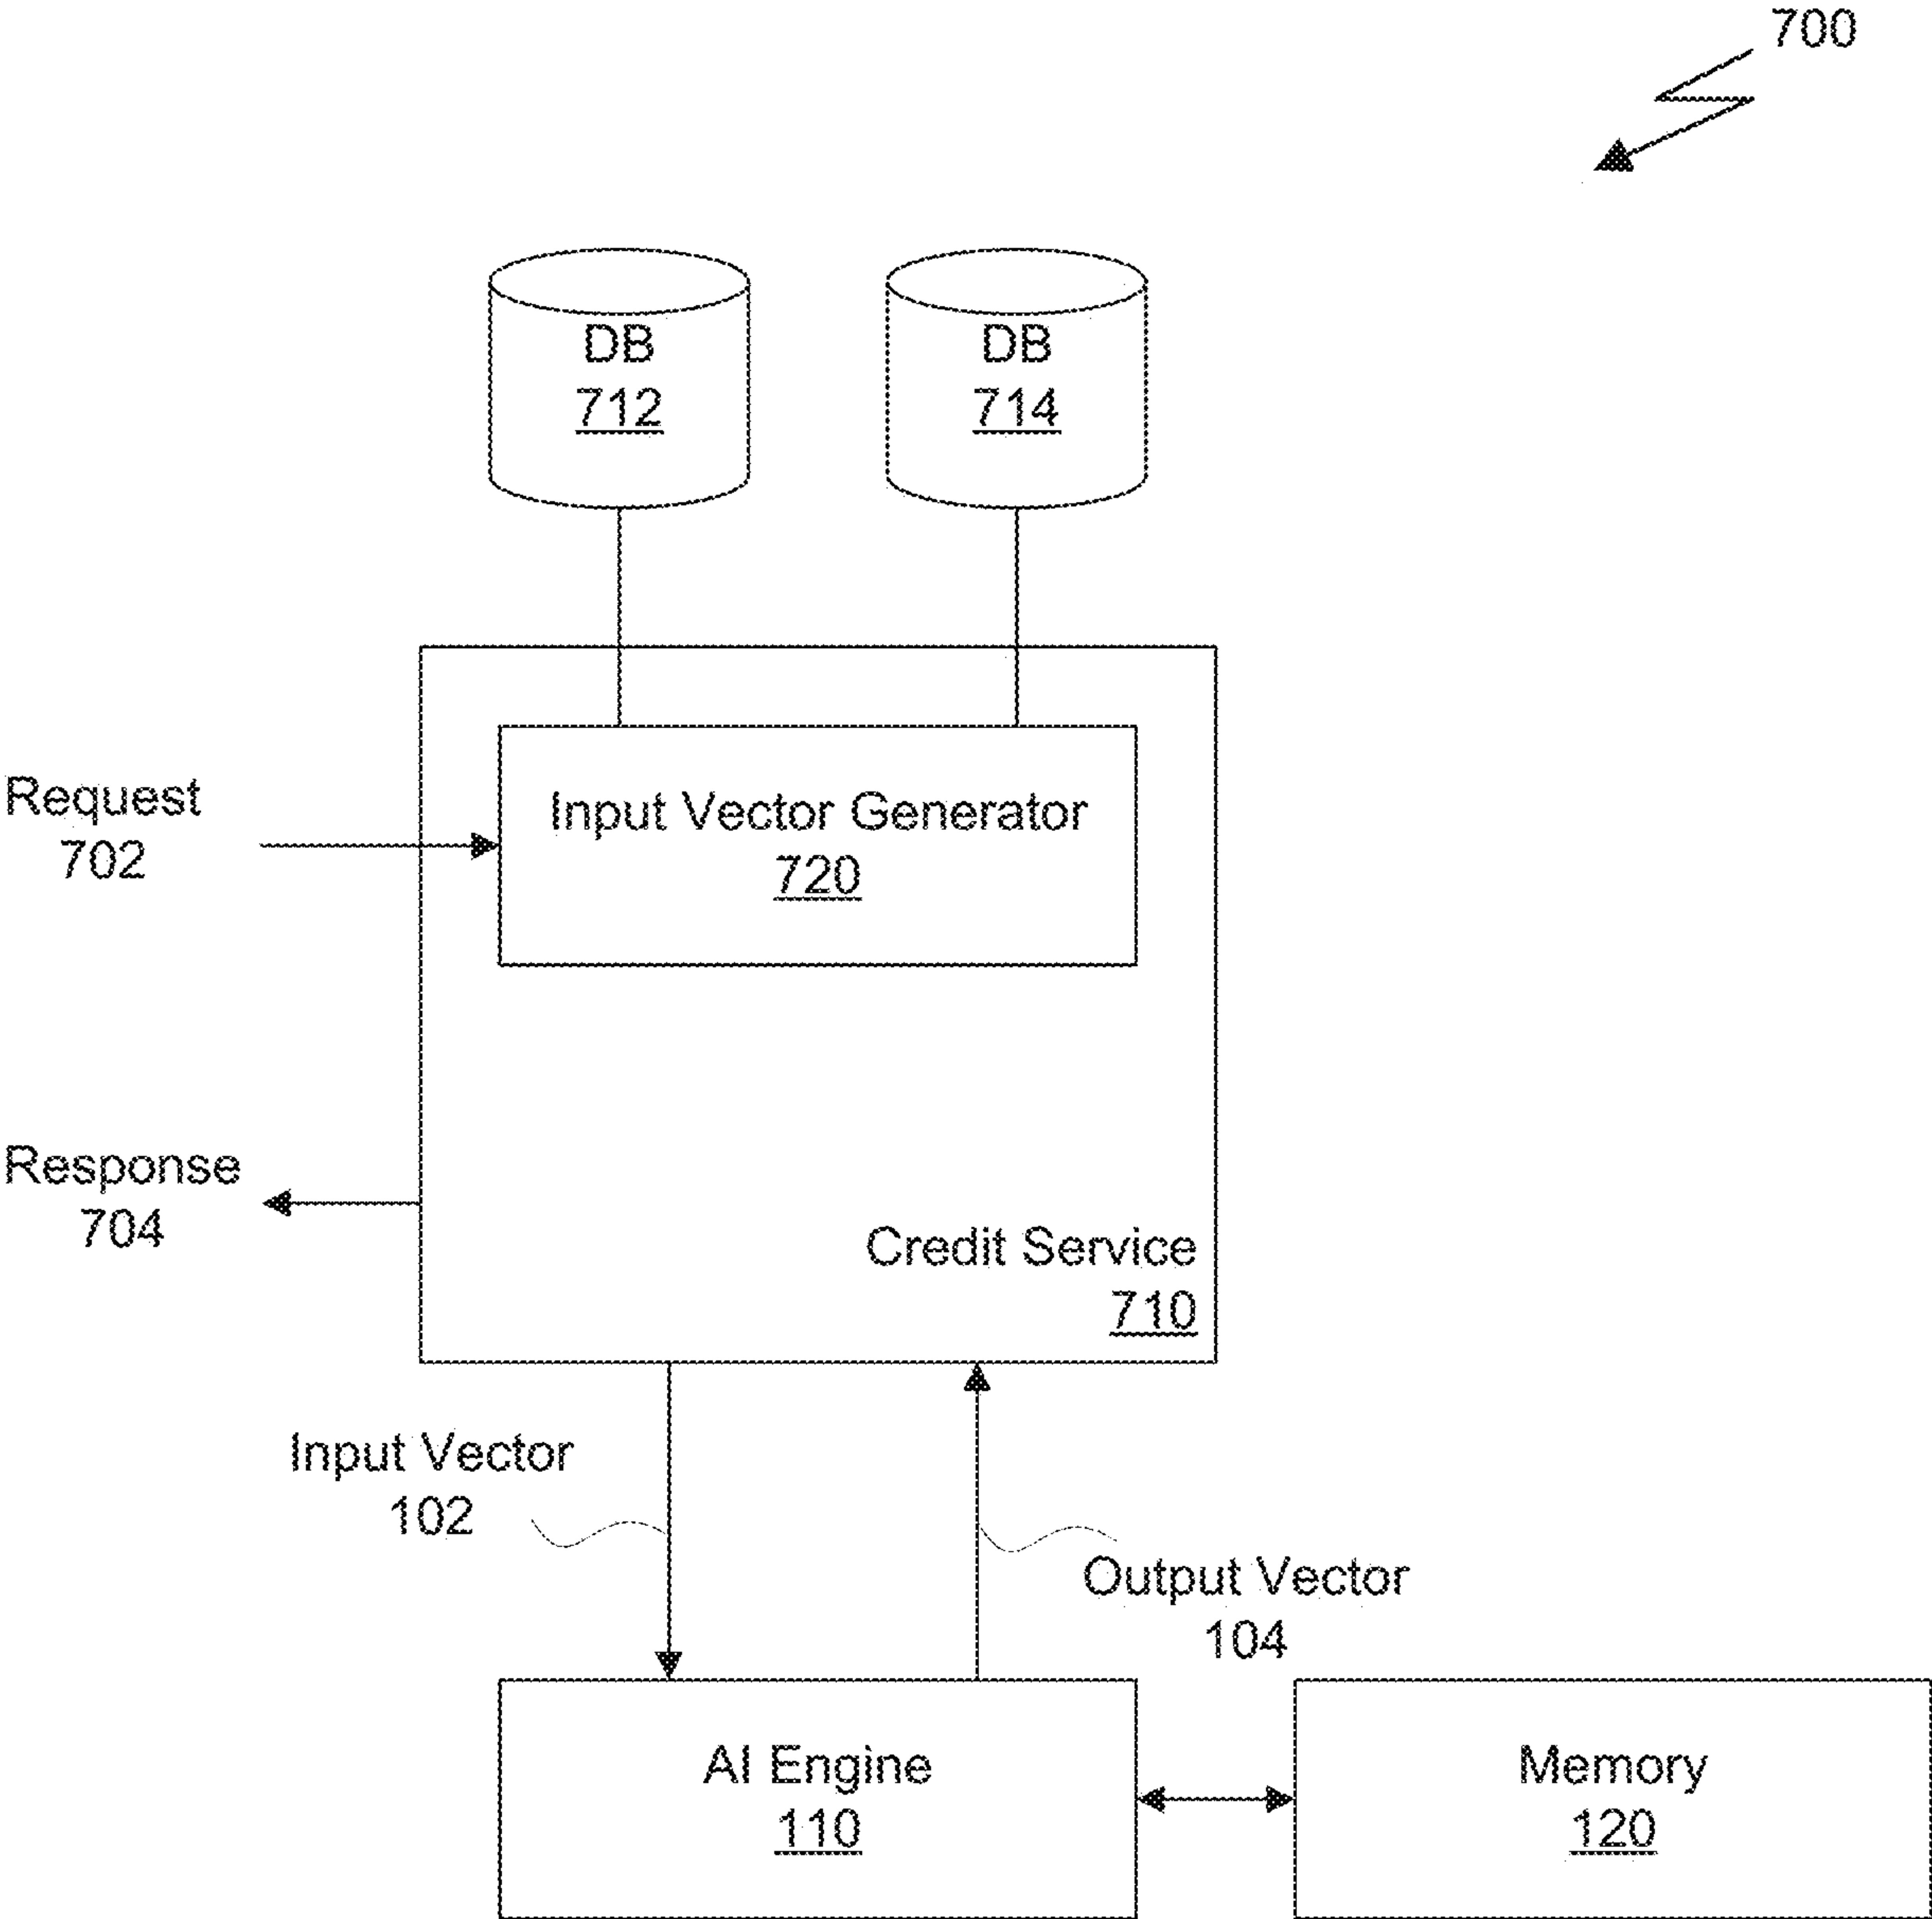 700
DB
712
DB
714
Request
702
Input Vector Generator
720
Response
704
Credit Service
710
Input Vector
102
Output Vector
104
AI Engine
110
Memory
120